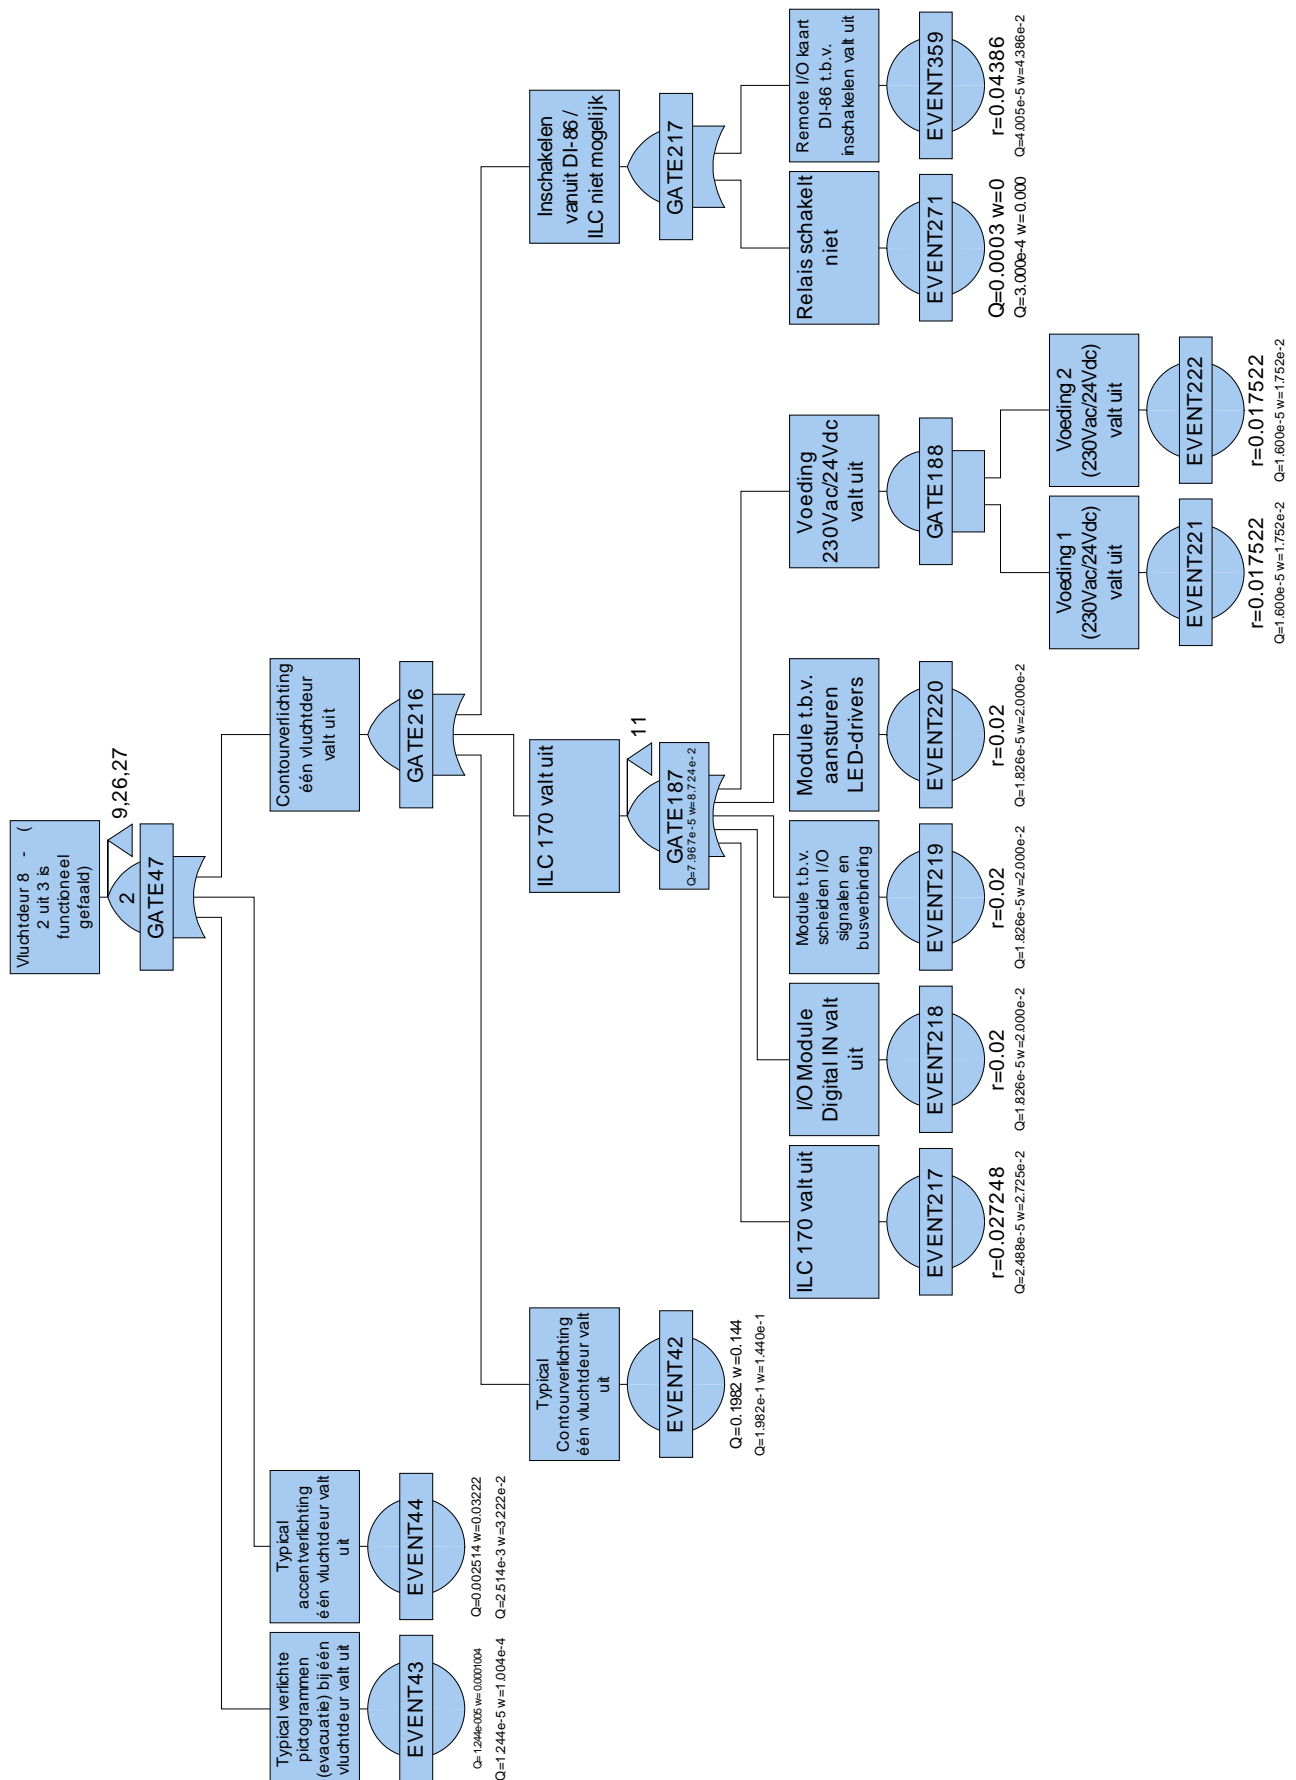 Vluchtdeur 8 - (
2 uit 3 is
functioneel
gefaald)
2
9,26,27
GATE47
Typical verlichte
pictogrammen
(evacuatie) bij één
vluchtdeur valt uit
EVENT43
Q=1.244e-005 w=0.0001004
Q=1.244e-5 w=1.004e-4
Typical
accentverlichting
één vluchtdeur valt
uit
EVENT44
Q=0.002514 w=0.03222
Q=2.514e-3 w=3.222e-2
Contourverlichting
één vluchtdeur
valt uit
GATE216
Typical
Contourverlichting
één vluchtdeur valt
uit
EVENT42
Q=0.1982 w=0.144
Q=1.982e-1 w=1.440e-1
ILC 170 valt uit
11
GATE187
Q=7.967e-5 w=8.724e-2
Inschakelen
vanuit DI-86 /
ILC niet mogelijk
GATE217
ILC 170 valt uit
EVENT217
r=0.027248
Q=2.488e-5 w=2.725e-2
I/O Module
Digital IN valt
uit
EVENT218
r=0.02
Q=1.826e-5 w=2.000e-2
Module t.b.v.
scheiden I/O
signalen en
busverbinding
EVENT219
r=0.02
Q=1.826e-5 w=2.000e-2
Module t.b.v.
aansturen
LED-drivers
EVENT220
r=0.02
Q=1.826e-5 w=2.000e-2
Voeding
230Vac/24Vdc
valt uit
GATE188
Relais schakelt
niet
EVENT271
Q=0.0003 w=0
Q=3.000e-4 w=0.000
Remote I/O kaart
DI-86 t.b.v.
inschakelen valt uit
EVENT359
r=0.04386
Q=4.005e-5 w=4.386e-2
Voeding 1
(230Vac/24Vdc)
valt uit
EVENT221
r=0.017522
Q=1.600e-5 w=1.752e-2
Voeding 2
(230Vac/24Vdc)
valt uit
EVENT222
r=0.017522
Q=1.600e-5 w=1.752e-2